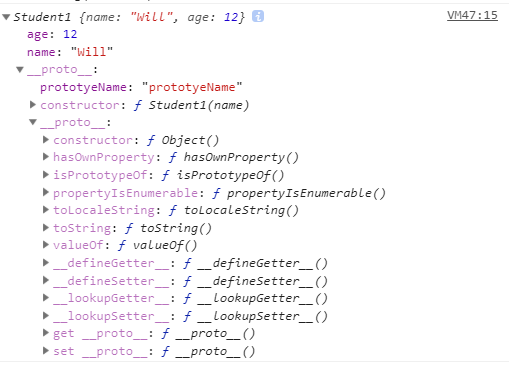 Student1 {name: "Will", age: 12} i VM47:15
age: 12
name: "Will"
__proto__:
prototyeName: "prototyeName"
constructor: ƒ Student1(name)
__proto__:
constructor: ƒ Object()
hasOwnProperty: ƒ hasOwnProperty()
isPrototypeOf: ƒ isPrototypeOf()
propertyIsEnumerable: ƒ propertyIsEnumerable()
toLocaleString: ƒ toLocaleString()
toString: ƒ toString()
valueOf: ƒ valueOf()
__defineGetter__: ƒ __defineGetter__()
__defineSetter__: ƒ __defineSetter__()
__lookupGetter__: ƒ __lookupGetter__()
__lookupSetter__: ƒ __lookupSetter__()
get __proto__: ƒ __proto__()
set __proto__: ƒ __proto__()